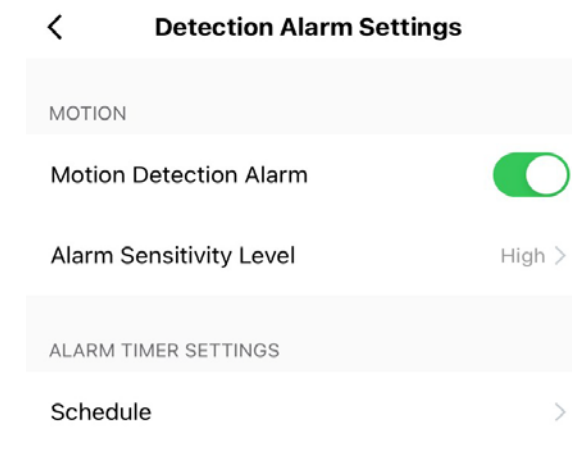 Detection Alarm Settings
MOTION
Motion Detection Alarm
Alarm Sensitivity Level High
ALARM TIMER SETTINGS
Schedule